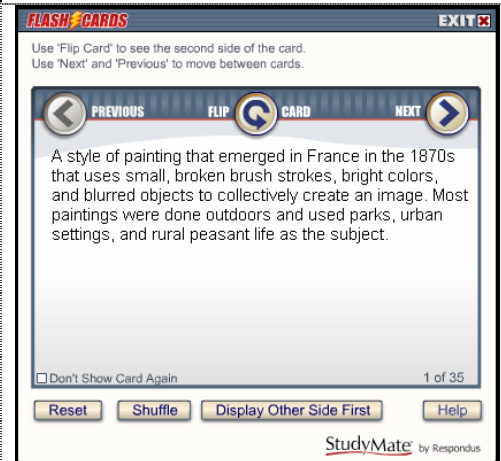 FLASH CARDS
EXIT
Use 'Flip Card' to see the second side of the card.
Use 'Next' and 'Previous' to move between cards.
PREVIOUS FLIP CARD NEXT
A style of painting that emerged in France in the 1870s
that uses small, broken brush strokes, bright colors,
and blurred objects to collectively create an image. Most
paintings were done outdoors and used parks, urban
settings, and rural peasant life as the subject.
Don't Show Card Again 1 of 35
Reset Shuffle Display Other Side First Help
StudyMate by Respondus